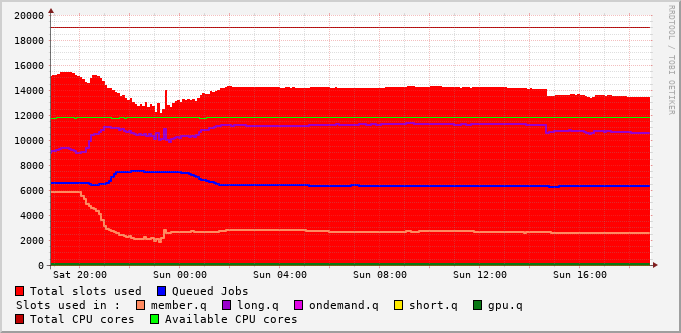 20000
18000
16000
14000
12000
10000
8000
6000
4000
2000
0
Sat 20:00 Sun 00:00 Sun 04:00 Sun 08:00 Sun 12:00 Sun 16:00
Total slots used Queued Jobs
Slots used in : member.q long.q ondemand.q short.q gpu.q
Total CPU cores Available CPU cores
RRDTOOL / TOBI OETIKER